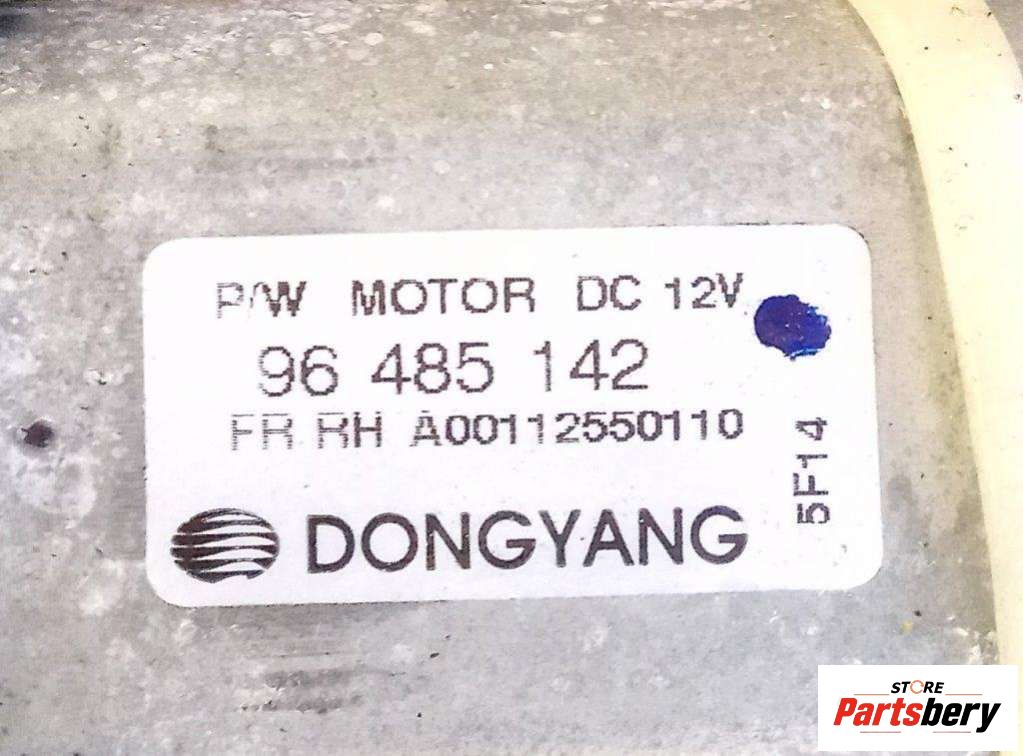 P/W MOTOR DC 12V
96 485 142
FR RH A00112550110
5F14
DONGYANG
STORE
Partsbery